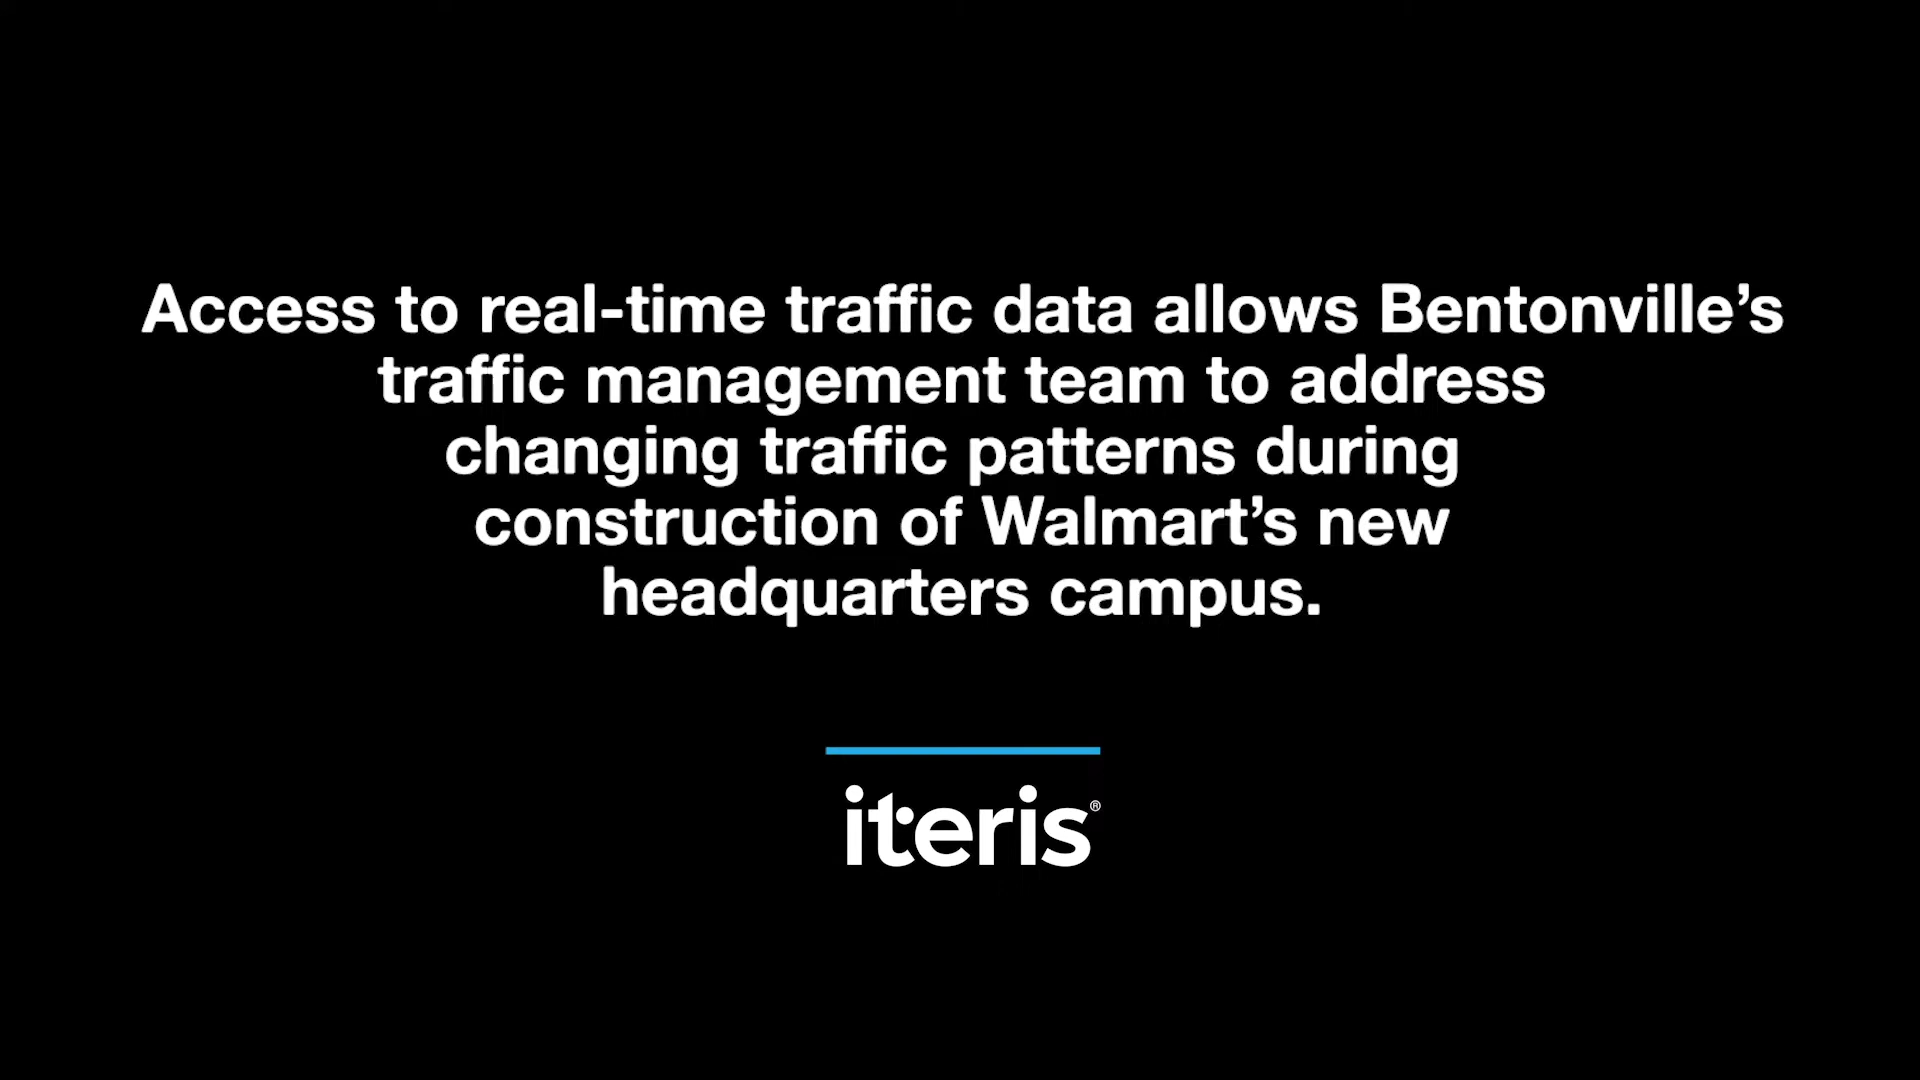 Access to real-time traffic data allows Bentonville’s
traffic management team to address
changing traffic patterns during
construction of Walmart’s new
headquarters campus.
iteris®